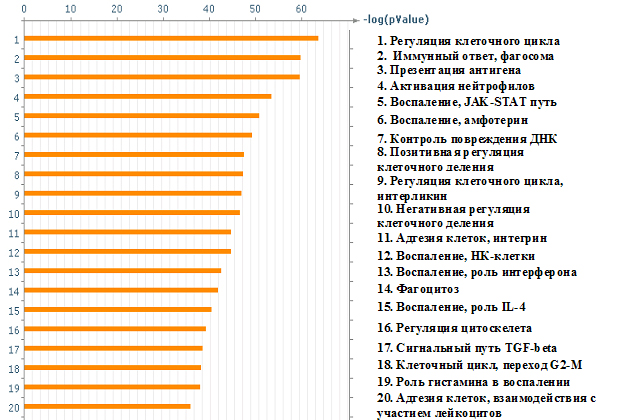 0 10 20 30 40 50 60
-log(pValue)
1
2
3
4
5
6
7
8
9
10
11
12
13
14
15
16
17
18
19
20
1. Регуляция клеточного цикла
2. Иммунный ответ, фагосома
3. Презентация антигена
4. Активация нейтрофилов
5. Воспаление, JAK-STAT путь
6. Воспаление, амфотерин
7. Контроль повреждения ДНК
8. Позитивная регуляция
клеточного деления
9. Регуляция клеточного цикла,
интерликин
10. Негативная регуляция
клеточного деления
11. Адгезия клеток, интегрин
12. Воспаление, НК-клетки
13. Воспаление, роль интерферона
14. Фагоцитоз
15. Воспаление, роль IL-4
16. Регуляция цитоскелета
17. Сигнальный путь TGF-beta
18. Клеточный цикл, переход G2-M
19. Роль гистамина в воспалении
20. Адгезия клеток, взаимодействия с
участием лейкоцитов